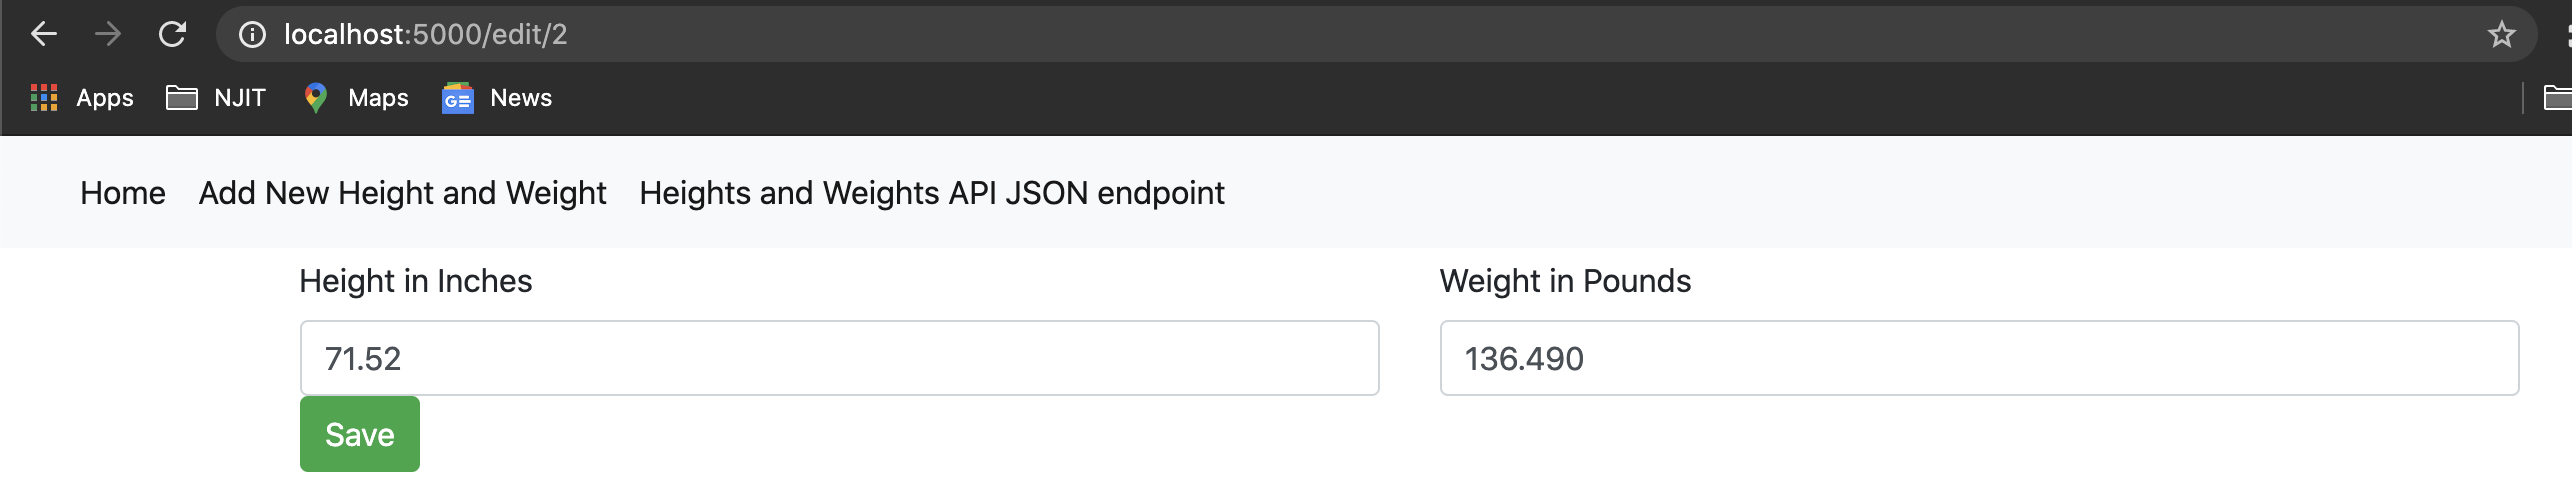 localhost:5000/edit/2
Apps NJIT Maps GE News
Home Add New Height and Weight Heights and Weights API JSON endpoint
Height in Inches Weight in Pounds
71.52 136.490
Save